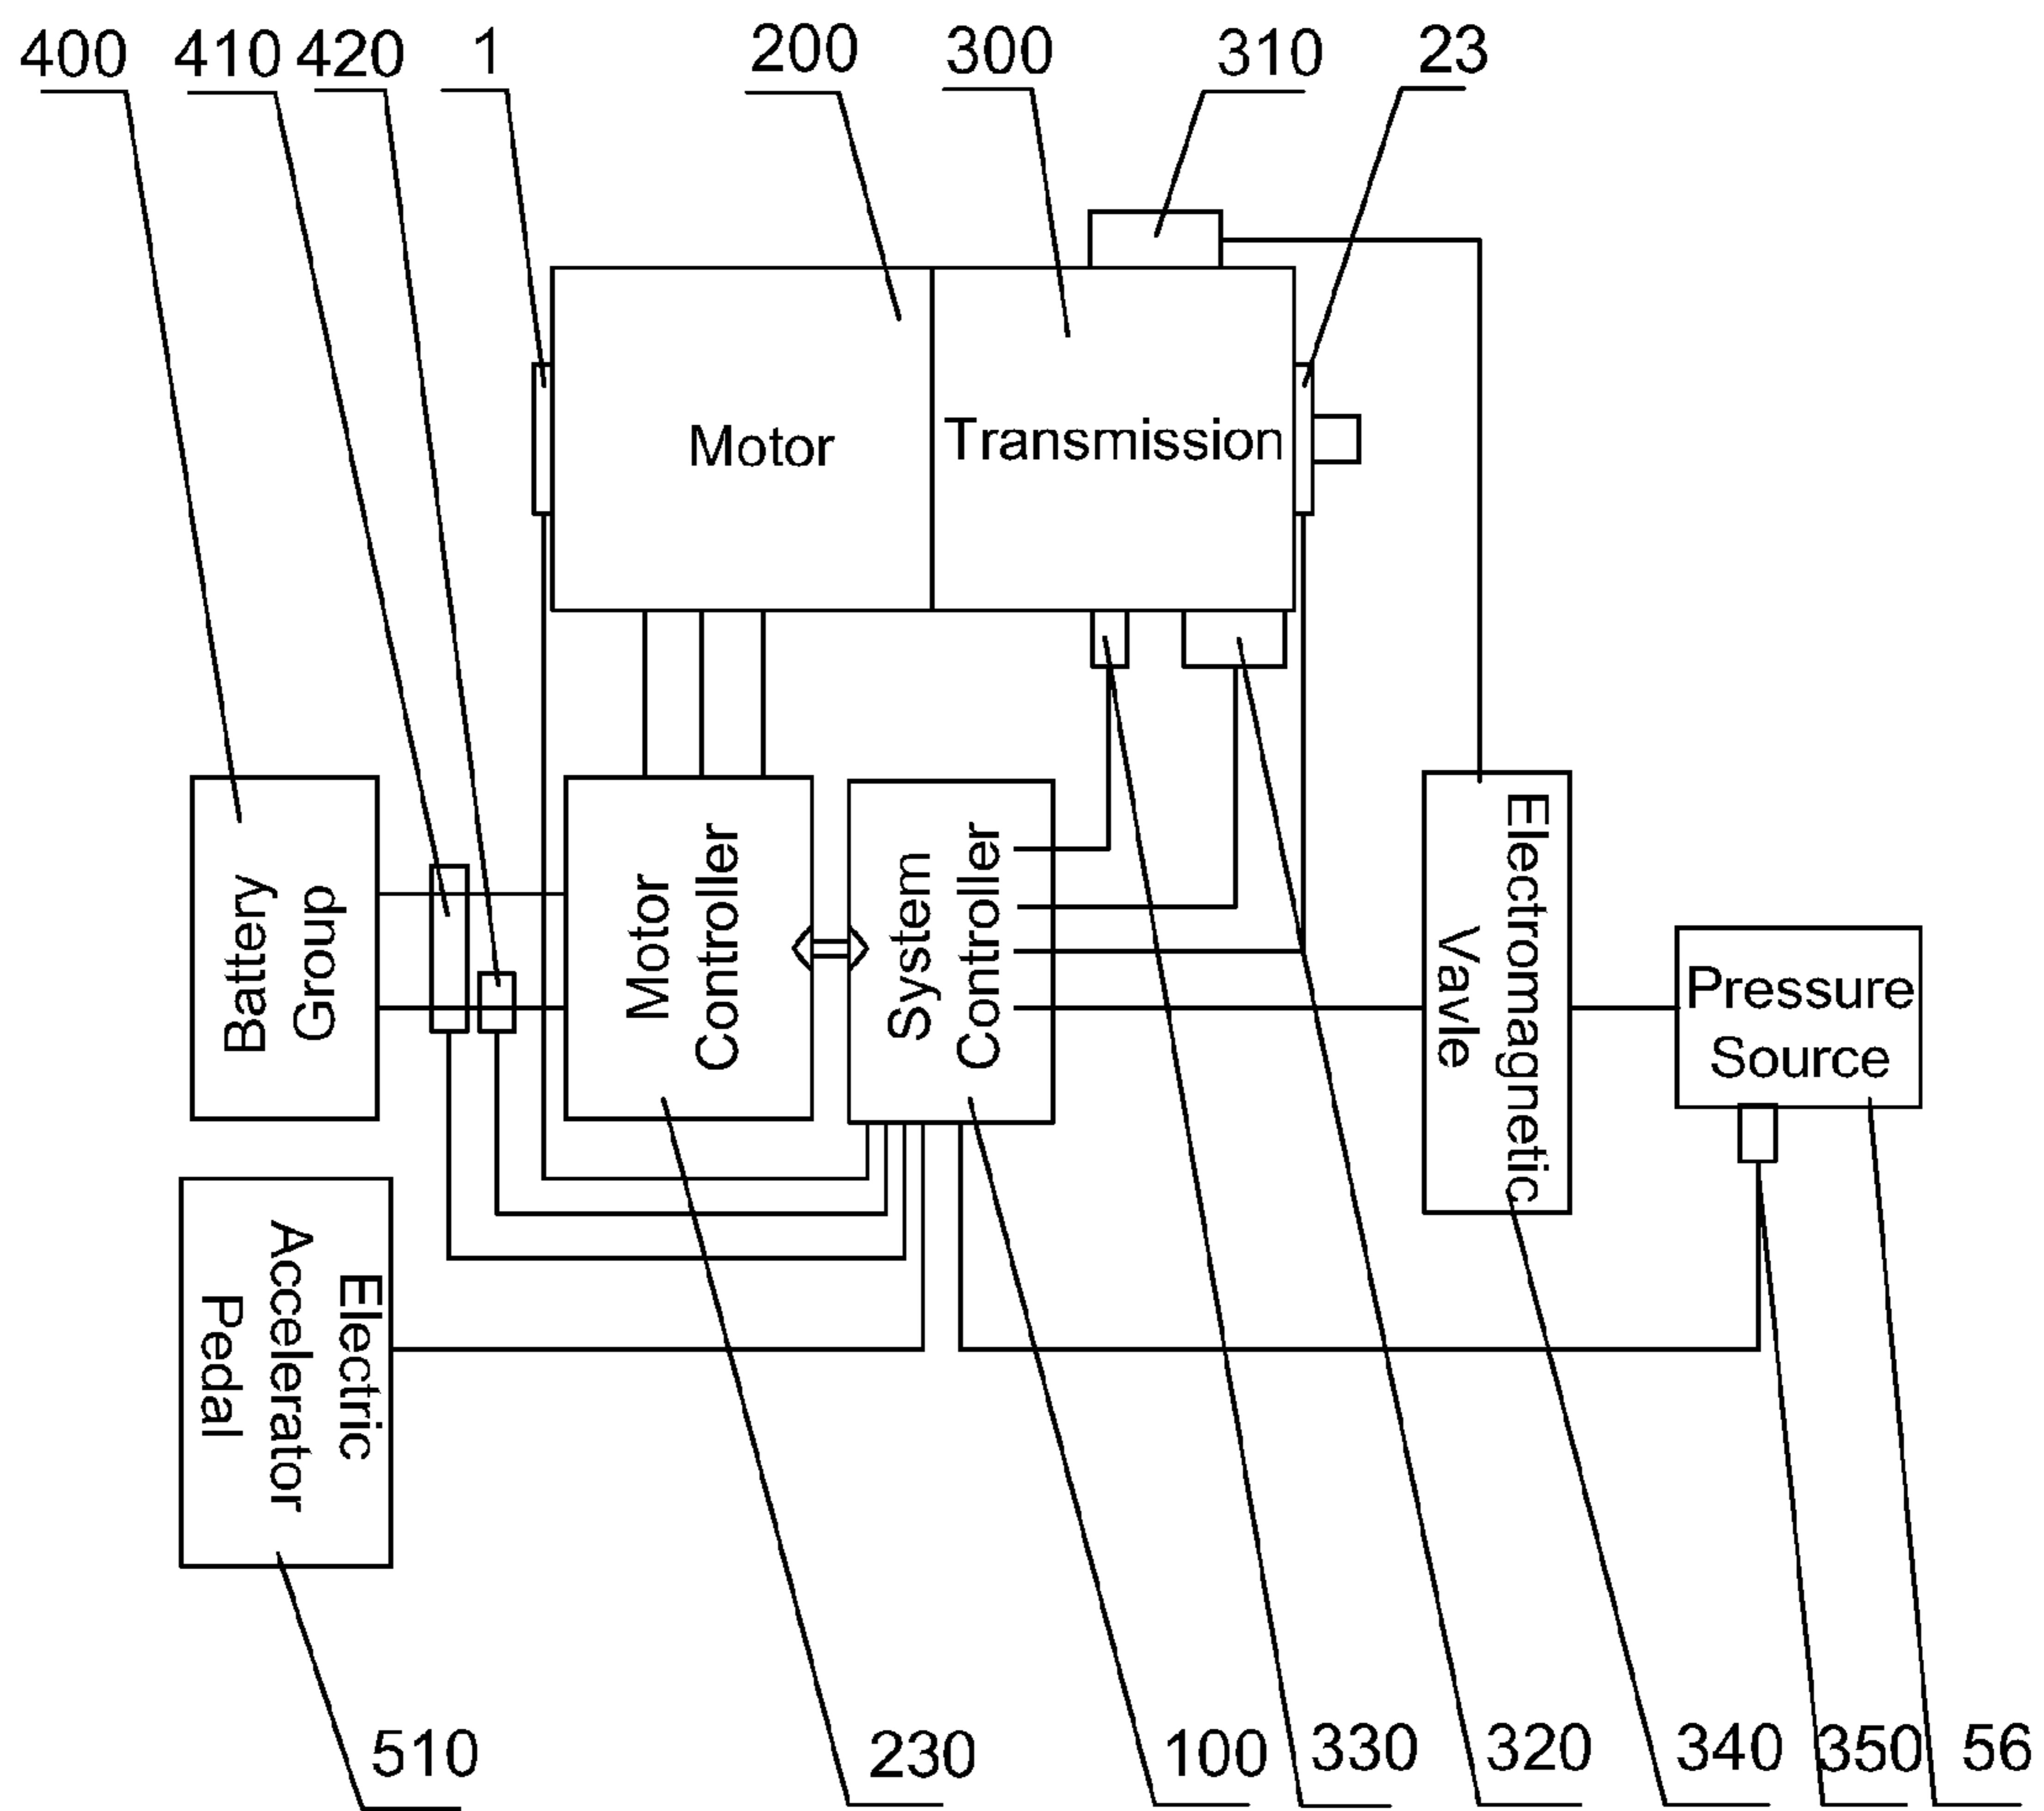 400 410 420 1 200 300 310 23
Motor
Transmission
Battery
Group
Motor
Controller
System
Controller
Electromagnetic
Vavle
Pressure
Source
Electric
Accelerator
Pedal
510 230 100 330 320 340 350 56